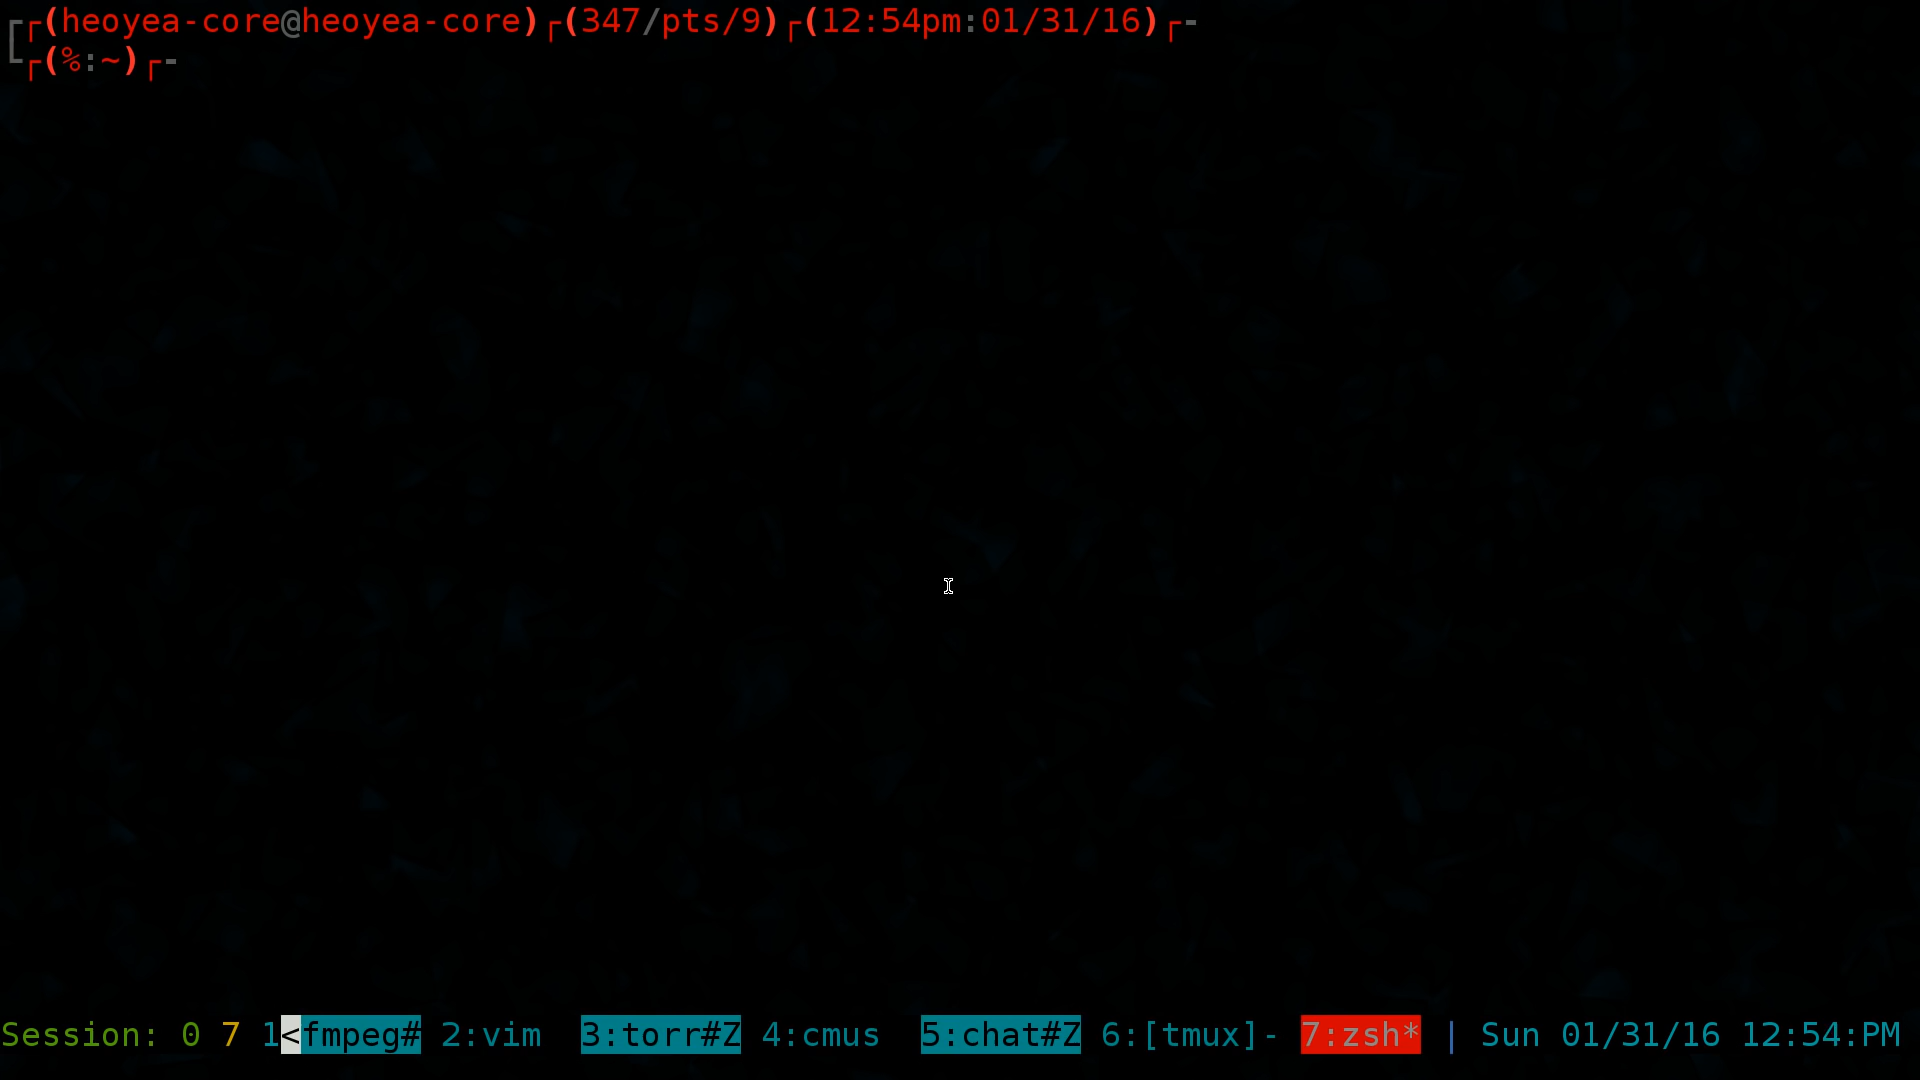 ┌┌(heoyea-core@heoyea-core)┌(347/pts/9)┌(12:54pm:01/31/16)┌-
└┌(%:~)┌-
Session: 0 7 1<fmpeg# 2:vim 3:torr#Z 4:cmus 5:chat#Z 6:[tmux]- 7:zsh* | Sun 01/31/16 12:54:PM